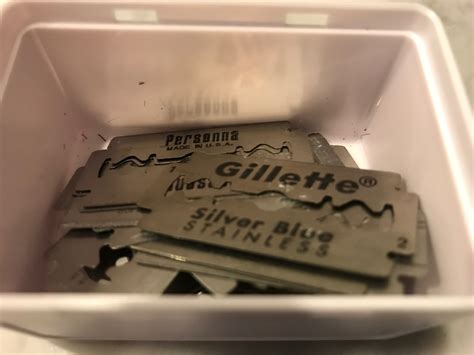 Personna
MADE IN U.S.A.
Gillette®
Silver Blue
STAINLESS
2